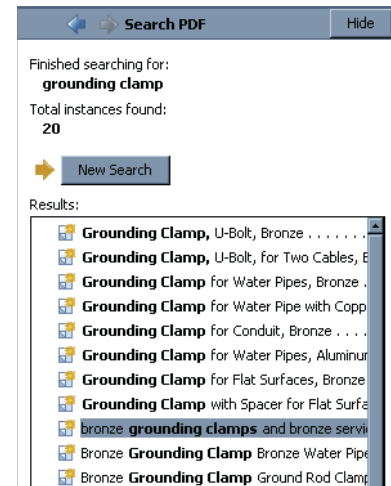 Search PDF
Hide
Finished searching for:
grounding clamp
Total instances found:
20
New Search
Results:
Grounding Clamp, U-Bolt, Bronze . . . . . . .
Grounding Clamp, U-Bolt, for Two Cables,
Grounding Clamp for Water Pipes, Bronze .
Grounding Clamp for Water Pipe with Copp
Grounding Clamp for Conduit, Bronze . . . .
Grounding Clamp for Water Pipes, Aluminur
Grounding Clamp for Flat Surfaces, Bronze
Grounding Clamp with Spacer for Flat Surfa
bronze grounding clamps and bronze servi
Bronze Grounding Clamp Bronze Water Pipe
Bronze Grounding Clamp Ground Rod Clamp